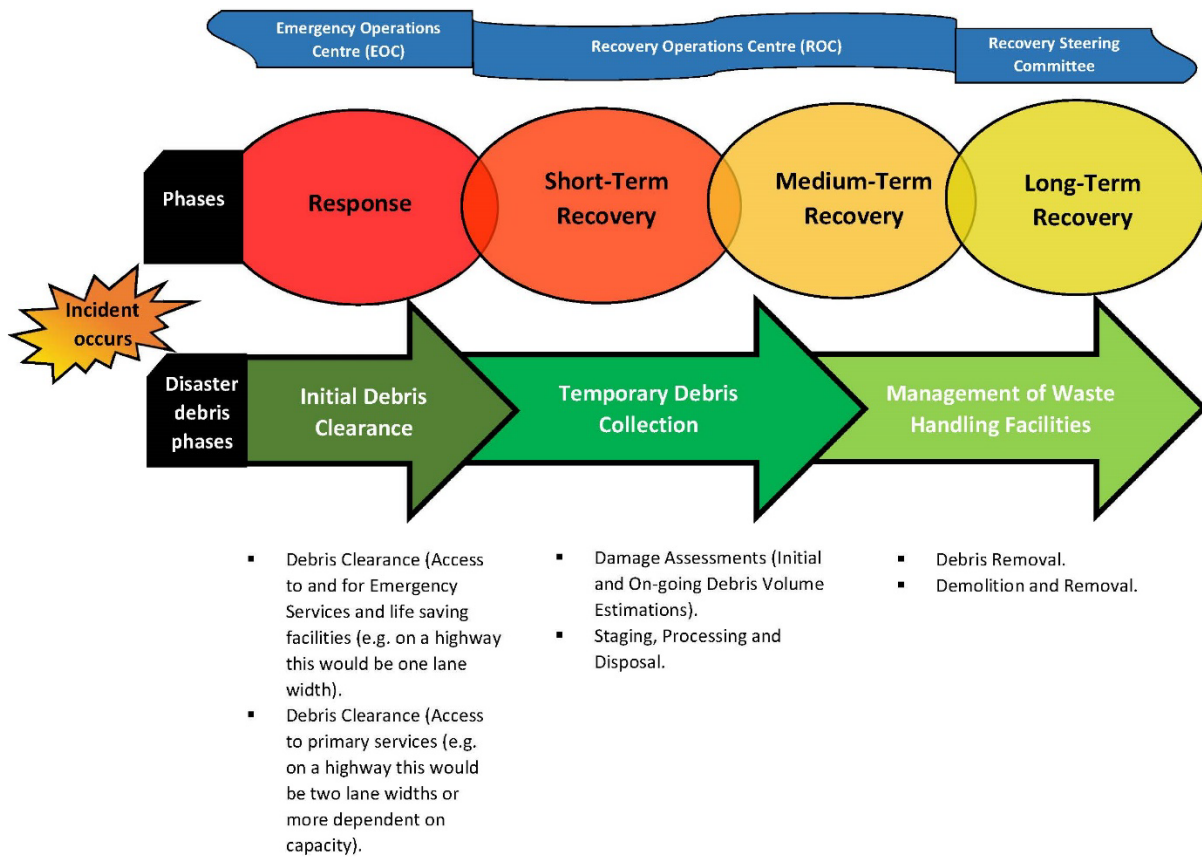 Emergency Operations
Centre (EOC)
Recovery Operations Centre (ROC)
Recovery Steering
Committee
Phases
Response
Short-Term
Recovery
Medium-Term
Recovery
Long-Term
Recovery
Incident
occurs
Disaster
debris
phases
Initial Debris
Clearance
Temporary Debris
Collection
Management of Waste
Handling Facilities
▪ Debris Clearance (Access
to and for Emergency
Services and life saving
facilities (e.g. on a highway
this would be one lane
width).
▪ Debris Clearance (Access
to primary services (e.g.
on a highway this would
be two lane widths or
more dependent on
capacity).
▪ Damage Assessments (Initial
and On-going Debris Volume
Estimations).
▪ Staging, Processing and
Disposal.
▪ Debris Removal.
▪ Demolition and Removal.